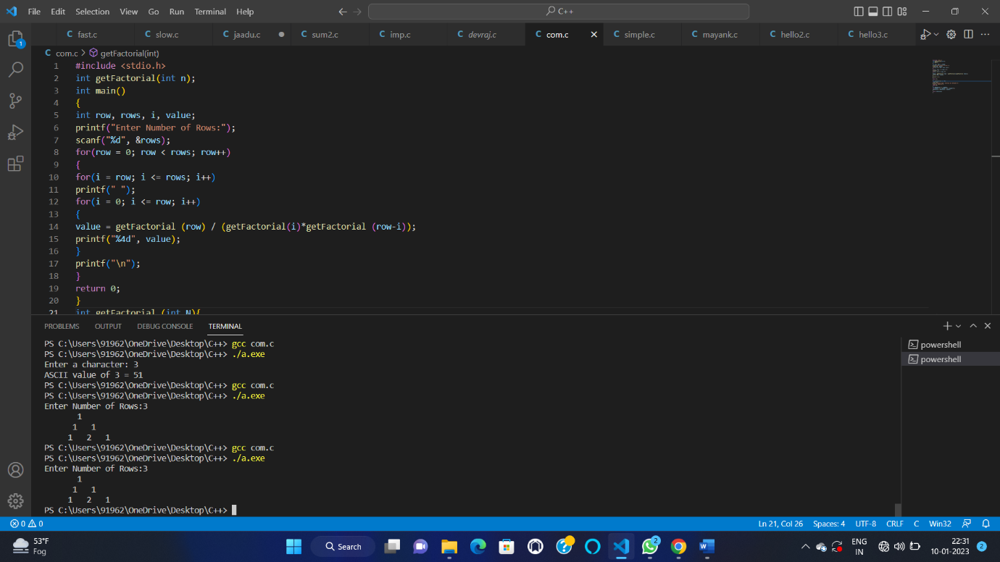 File Edit Selection View Go Run Terminal Help
C++
C fast.c
C slow.c
C jaadu.c
C sum2.c
C imp.c
C devraj.c
C com.c
C simple.c
C mayank.c
C hello2.c
C hello3.c
1
C com.c > getFactorial(int)
1 #include <stdio.h>
2 int getFactorial(int n);
3 int main()
4 {
5 int row, rows, i, value;
6 printf("Enter Number of Rows:");
7 scanf("%d", &rows);
8 for(row = 0; row < rows; row++)
9 {
10 for(i = row; i <= rows; i++)
11 printf(" ");
12 for(i = 0; i <= row; i++)
13 {
14 value = getFactorial (row) / (getFactorial(i)*getFactorial (row-i));
15 printf("%4d", value);
16 }
17 printf("\n");
18 }
19 return 0;
20 }
21 int getFactorial (int N){
PROBLEMS OUTPUT DEBUG CONSOLE TERMINAL
PS C:\Users\91962\OneDrive\Desktop\C++> gcc com.c
PS C:\Users\91962\OneDrive\Desktop\C++> ./a.exe
Enter a character: 3
ASCII value of 3 = 51
PS C:\Users\91962\OneDrive\Desktop\C++> gcc com.c
PS C:\Users\91962\OneDrive\Desktop\C++> ./a.exe
Enter Number of Rows:3
1
1 1
1 2 1
PS C:\Users\91962\OneDrive\Desktop\C++> gcc com.c
PS C:\Users\91962\OneDrive\Desktop\C++> ./a.exe
Enter Number of Rows:3
1
1 1
1 2 1
PS C:\Users\91962\OneDrive\Desktop\C++>
powershell
powershell
0 0
Ln 21, Col 26 Spaces: 4 UTF-8 CRLF C Win32
53°F
Fog
Search
2
ENG
IN
22:31
10-01-2023
2